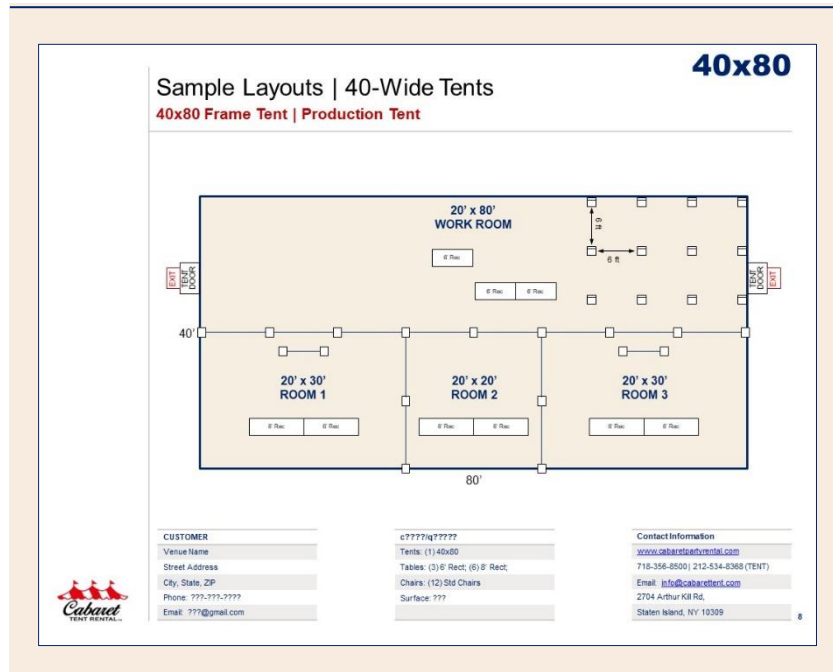 40x80
Sample Layouts | 40-Wide Tents
40x80 Frame Tent | Production Tent
20' x 80'
WORK ROOM
6 ft
6' Rec
6 ft
EXIT
TENT
DOOR
TENT
DOOR
EXIT
6' Rec
6' Rec
40'
20' x 30'
ROOM 1
20' x 20'
ROOM 2
20' x 30'
ROOM 3
8' Rec
8' Rec
8' Rec
8' Rec
8' Rec
8' Rec
80'
CUSTOMER
Venue Name
Street Address
City, State, ZIP
Phone: ???-???-????
Email: ???@gmail.com
c????/q?????
Tents: (1) 40x80
Tables: (3) 6' Rect; (6) 8' Rect;
Chairs: (12) Std Chairs
Surface: ???
Contact Information
www.cabaretpartyrental.com
718-356-8500| 212-534-8368 (TENT)
Email: info@cabarettent.com
2704 Arthur Kill Rd,
Staten Island, NY 10309
Cabaret
TENT RENTAL
8